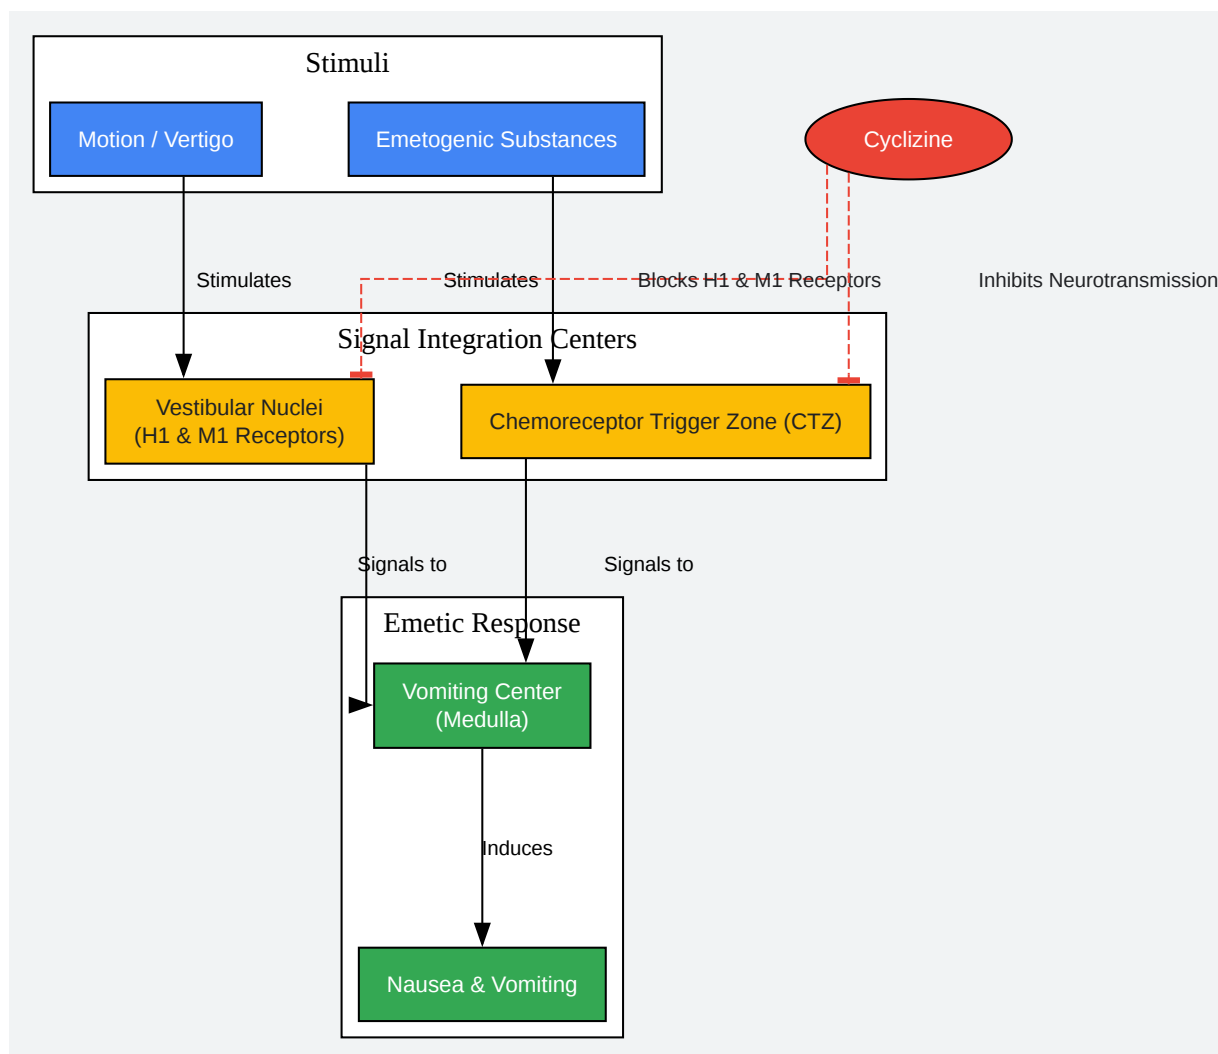 Stimuli
Motion / Vertigo
Emetogenic Substances
Cyclizine
Stimulates
Stimulates
Blocks H1 & M1 Receptors
Inhibits Neurotransmission
Signal Integration Centers
Vestibular Nuclei
(H1 & M1 Receptors)
Chemoreceptor Trigger Zone (CTZ)
Signals to
Signals to
Emetic Response
Vomiting Center
(Medulla)
Induces
Nausea & Vomiting